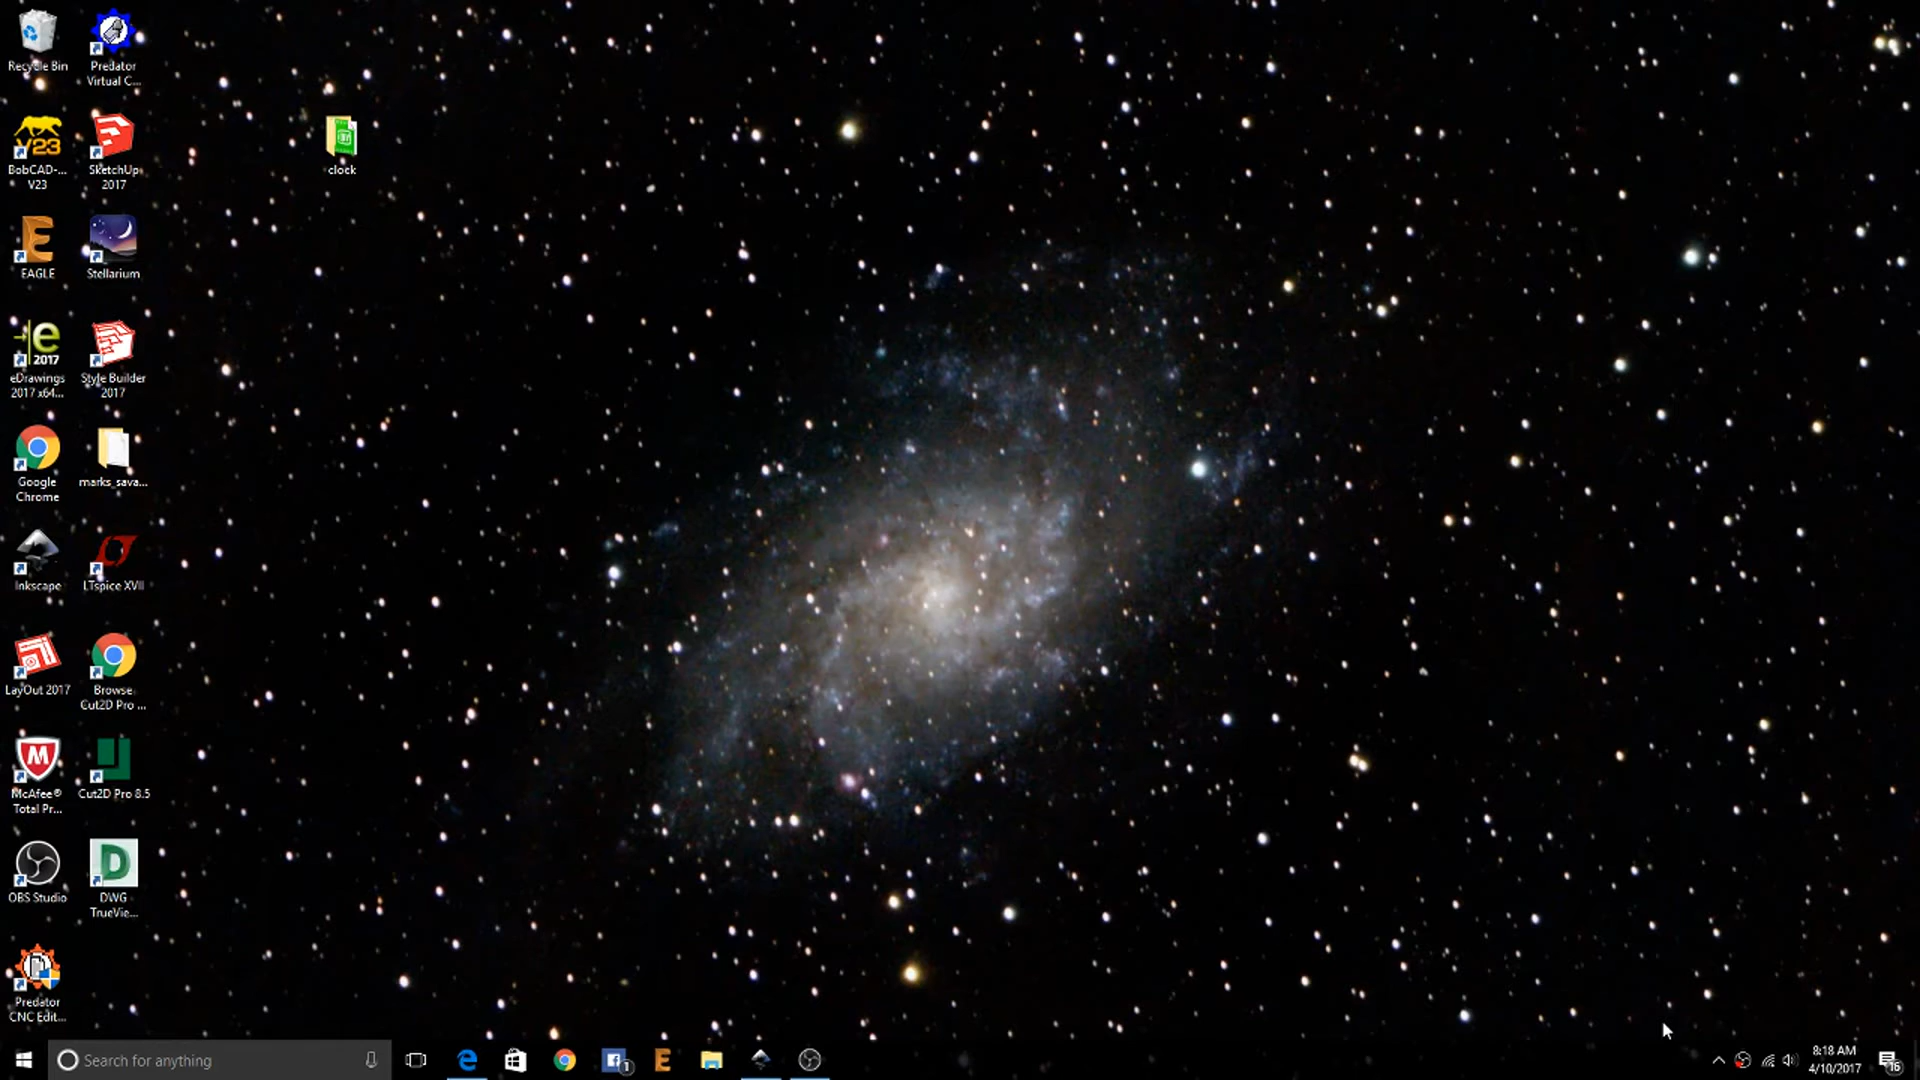 Recycle Bin
Predator
Virtual C...
BobCAD-...
V23
SketchUp
2017
clock
EAGLE
Stellarium
eDrawings
2017 x64...
Style Builder
2017
Google
Chrome
marks_sava...
Inkscape
LTspice XVII
LayOut 2017
Browse
Cut2D Pro ...
McAfee®
Total Pr...
Cut2D Pro 8.5
OBS Studio
DWG
TrueVie...
Predator
CNC Edit...
Search for anything
8:18 AM
4/10/2017
16